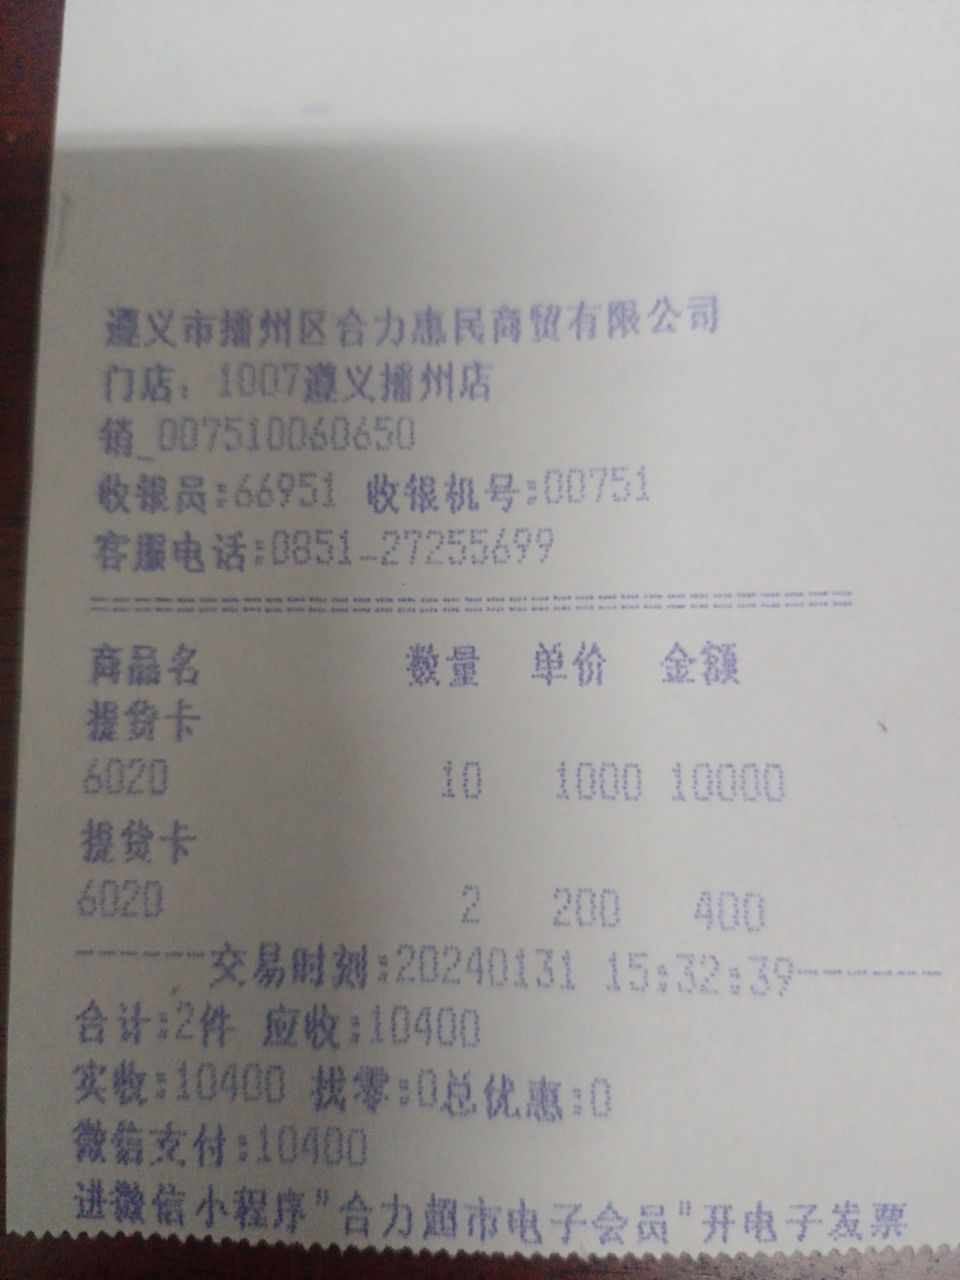 遵义市播州区合力惠民商贸有限公司
门店：1007遵义播州店
销_007510060650
收银员:66951 收银机号:00751
客服电话:0851-27255699
商品名 数量 单价 金额
提货卡
6020 10 1000 10000
提货卡
6020 2 200 400
------交易时刻:20240131 15:32:39------
合计:2件 应收:10400
实收:10400 找零:0总优惠:0
微信支付:10400
进微信小程序"合力超市电子会员"开电子发票